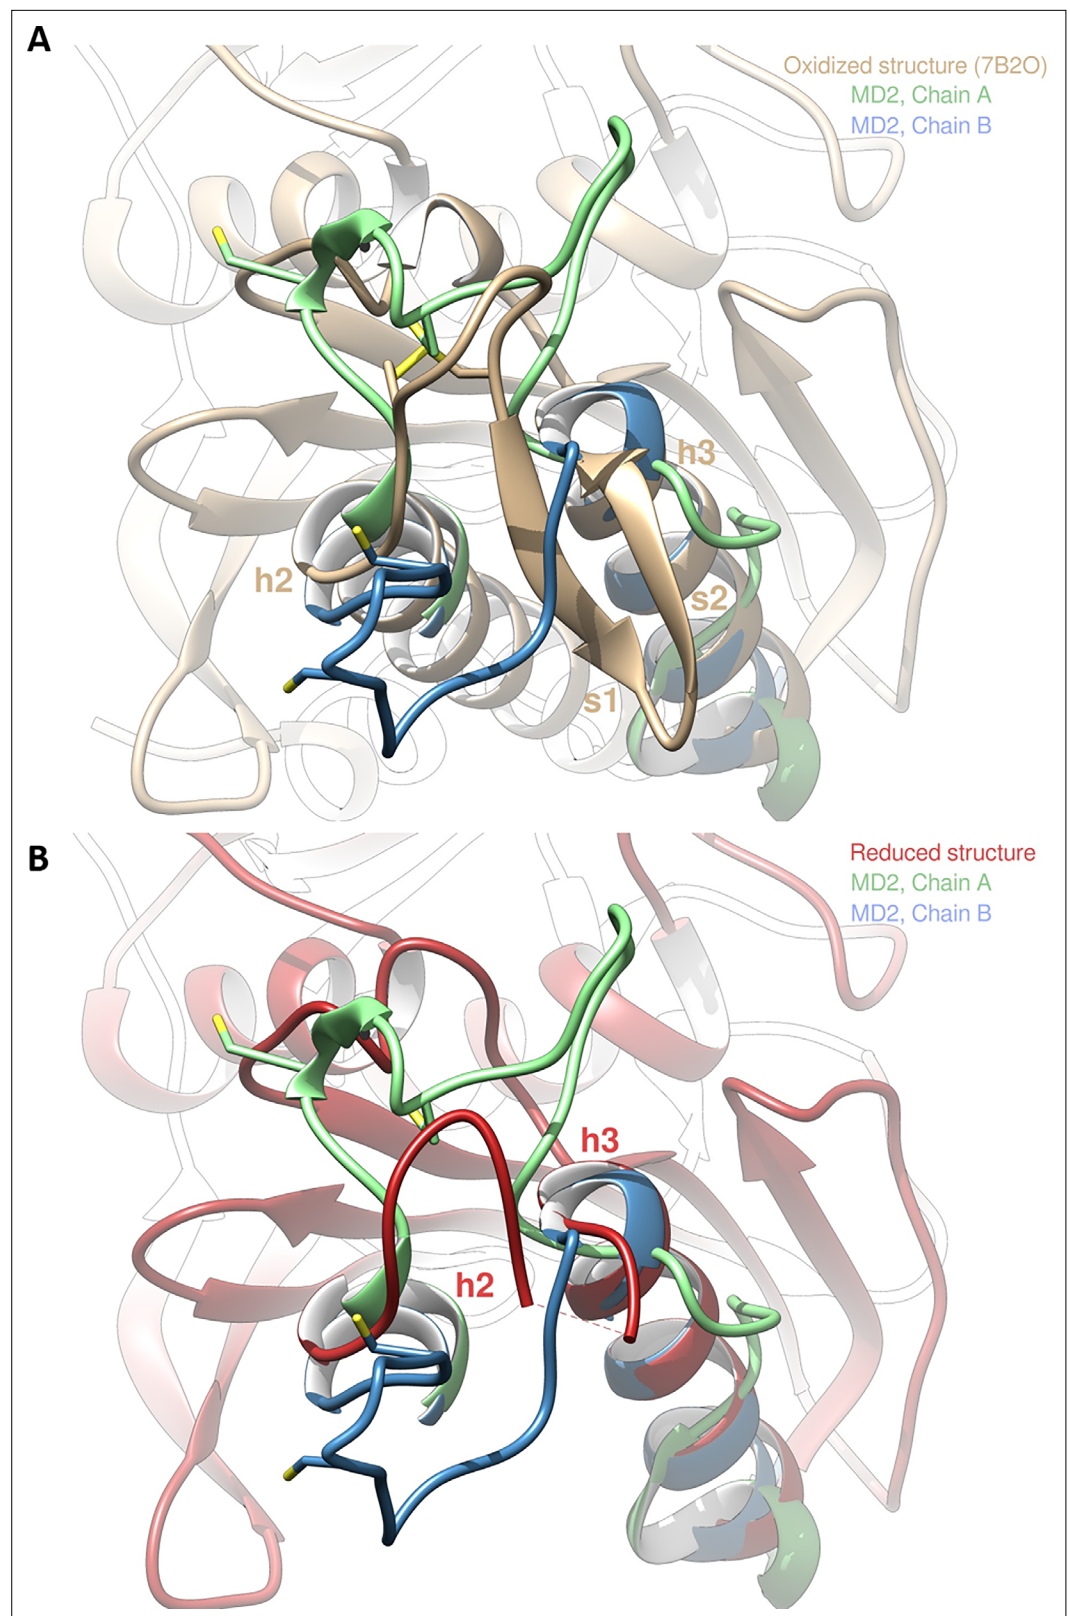 A
Oxidized structure (7B2O)
MD2, Chain A
MD2, Chain B
h3
h2
s2
s1
B
Reduced structure
MD2, Chain A
MD2, Chain B
h3
h2